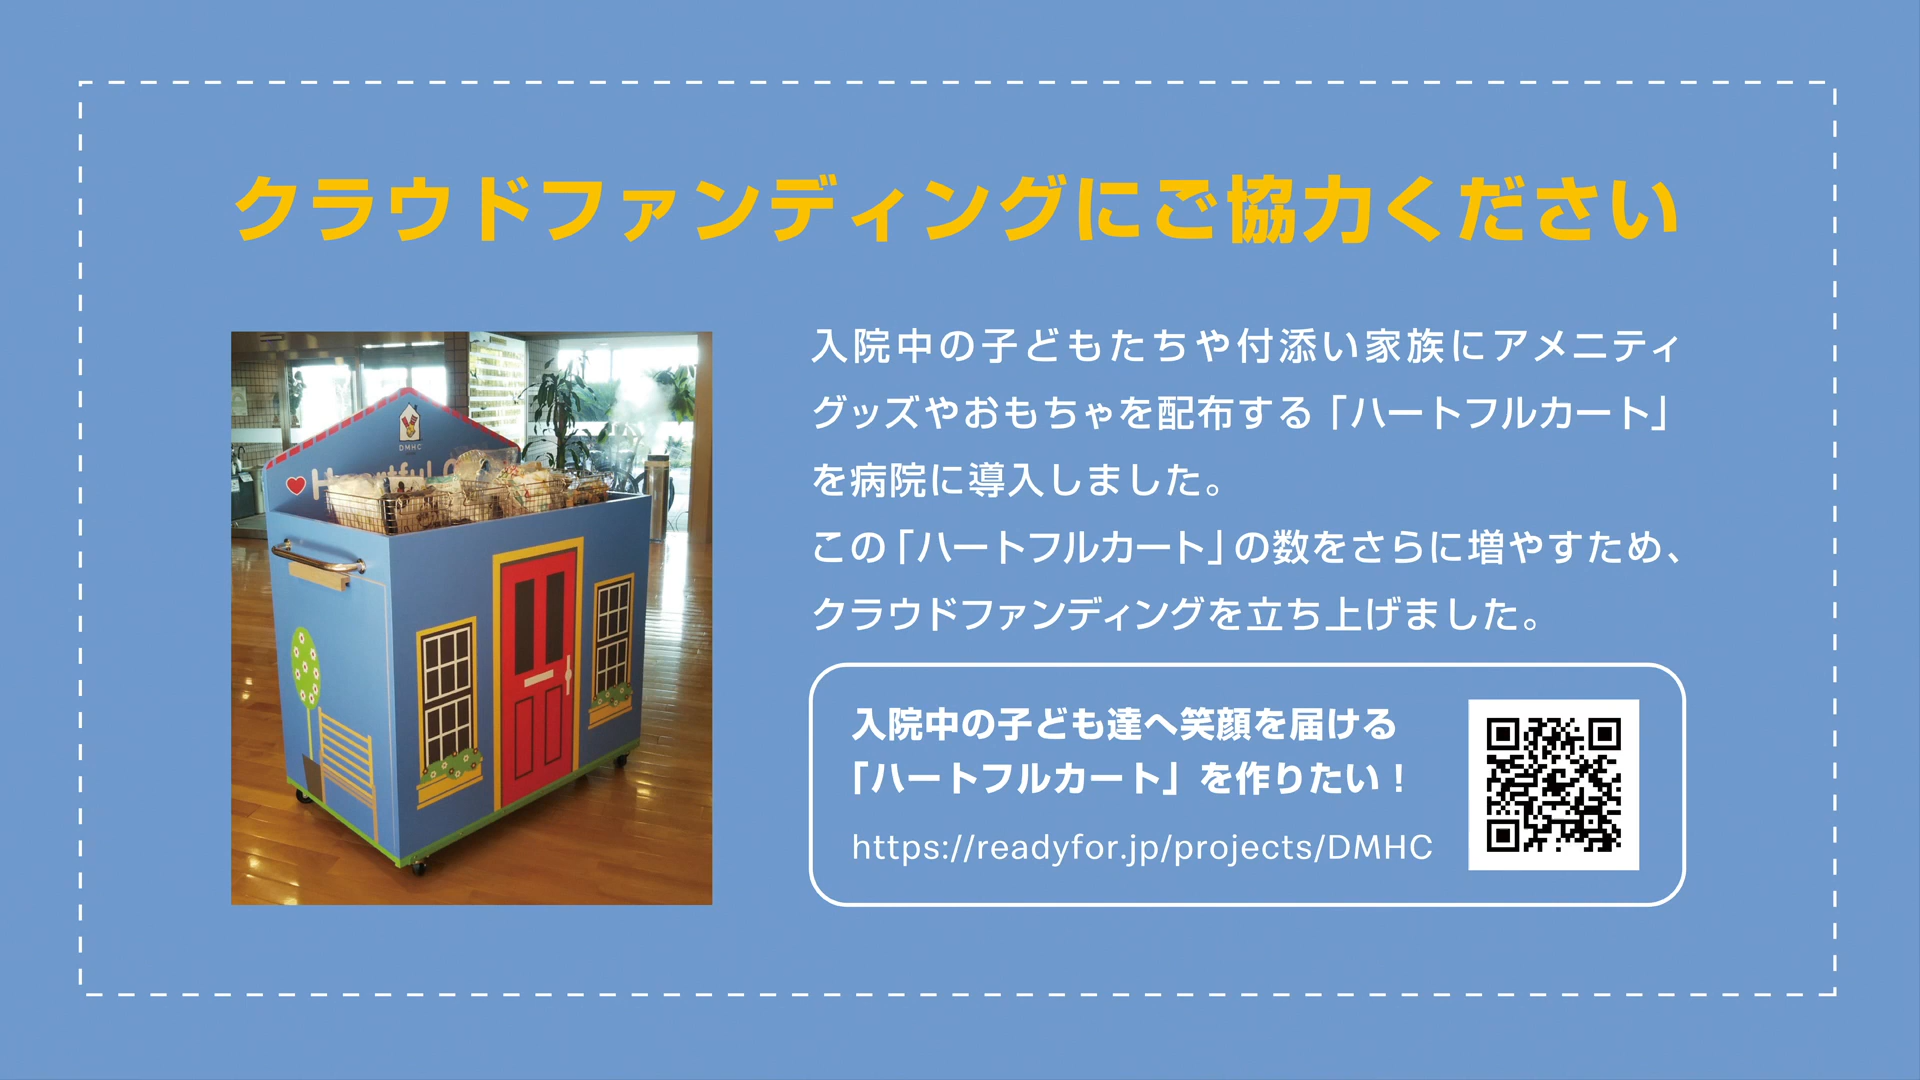 クラウドファンディングにご協力ください
入院中の子どもたちや付添い家族にアメニティ
グッズやおもちゃを配布する「ハートフルカート」
を病院に導入しました。
この「ハートフルカート」の数をさらに増やすため、
クラウドファンディングを立ち上げました。
入院中の子ども達へ笑顔を届ける
「ハートフルカート」を作りたい！
https://readyfor.jp/projects/DMHC
DMHC